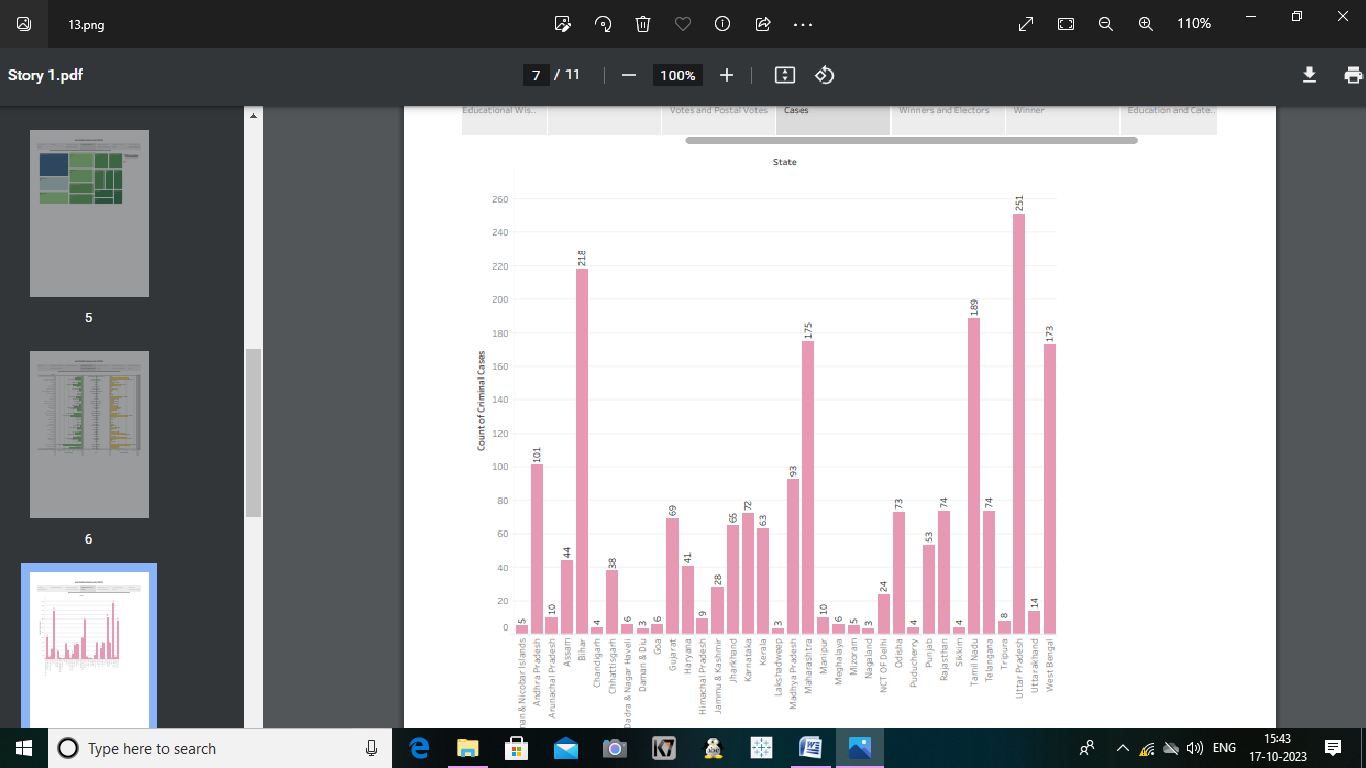 13.png
110%
Story 1.pdf
7 / 11
100%
Educational Wis..
Votes and Postal Votes
Cases
Winners and Electors
Winner
Education and Cate..
State
Count of Criminal Cases
260
240
220
200
180
160
140
120
100
80
60
40
20
0
5
101
10
44
218
4
38
6
3
6
69
41
9
28
65
72
63
3
93
175
10
6
5
3
24
73
4
53
74
4
189
74
8
251
14
173
man & Nicobar Islands
Andhra Pradesh
Arunachal Pradesh
Assam
Bihar
Chandigarh
Chhattisgarh
Dadra & Nagar Haveli
Daman & Diu
Goa
Gujarat
Haryana
Himachal Pradesh
Jammu & Kashmir
Jharkhand
Karnataka
Kerala
Lakshadweep
Madhya Pradesh
Maharashtra
Manipur
Meghalaya
Mizoram
Nagaland
NCT OF Delhi
Odisha
Puducherry
Punjab
Rajasthan
Sikkim
Tamil Nadu
Telangana
Tripura
Uttar Pradesh
Uttarakhand
West Bengal
5
6
Type here to search
ENG
15:43
17-10-2023